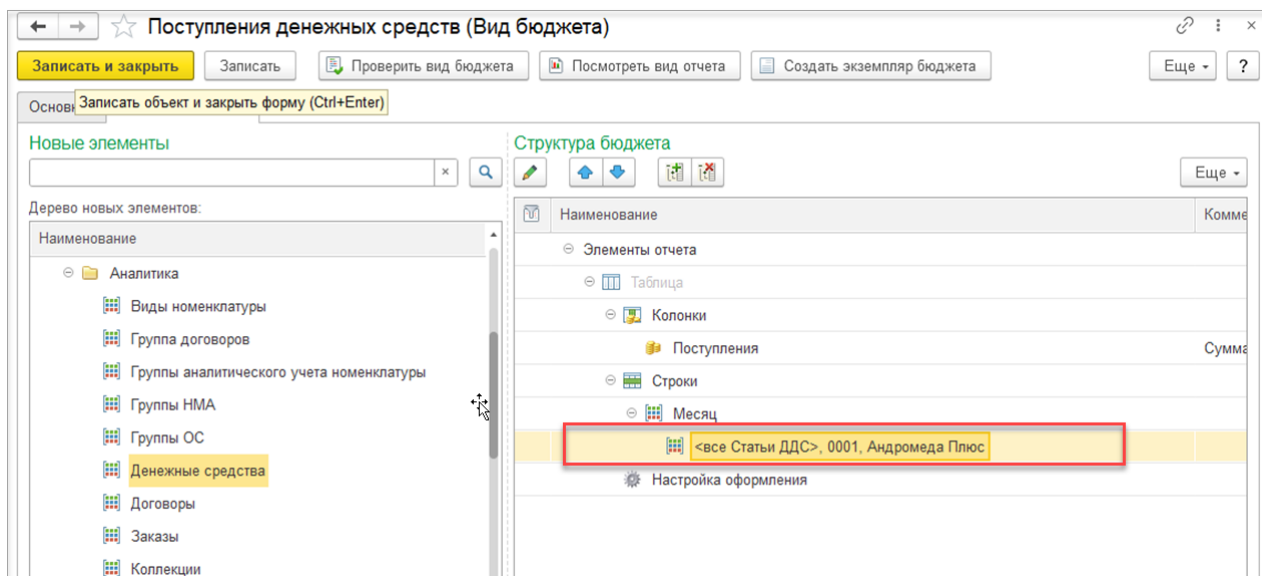 Поступления денежных средств (Вид бюджета)
Записать и закрыть Записать Проверить вид бюджета Посмотреть вид отчета Создать экземпляр бюджета Еще ?
Записать объект и закрыть форму (Ctrl+Enter)
Новые элементы
Структура бюджета
Еще
Дерево новых элементов:
Наименование
Аналитика
Виды номенклатуры
Группа договоров
Группы аналитического учета номенклатуры
Группы НМА
Группы ОС
Денежные средства
Договоры
Заказы
Коллекции
Наименование Комме
Элементы отчета
Таблица
Колонки
Поступления Сумма
Строки
Месяц
<все Статьи ДДС>, 0001, Андромеда Плюс
Настройка оформления